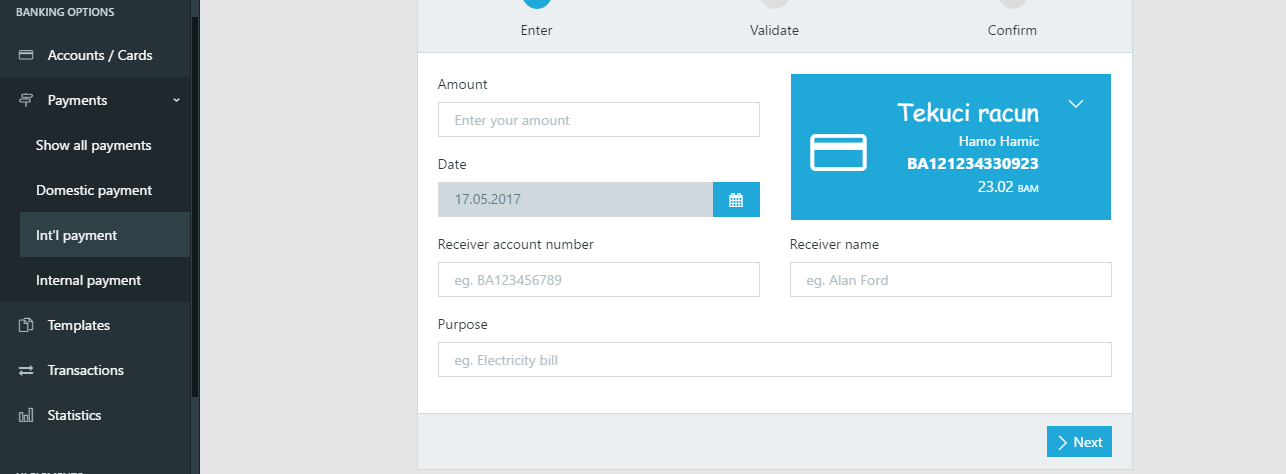 BANKING OPTIONS
Accounts / Cards
Payments
Show all payments
Domestic payment
Int'l payment
Internal payment
Templates
Transactions
Statistics
Enter
Validate
Confirm
Amount
Enter your amount
Tekuci racun
Hamo Hamic
BA121234330923
23.02 BAM
Date
17.05.2017
Receiver account number
Receiver name
eg. BA123456789
eg. Alan Ford
Purpose
eg. Electricity bill
Next